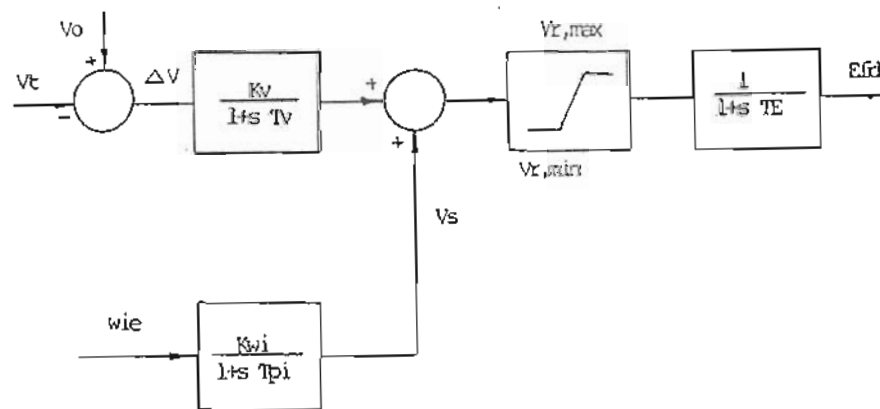 Vo
+
Vt
−
ΔV
Kv
1+s Tv
+
+
Vs
Vr,max
Vr,min
1
1+s TE
Efd
wie
Kwi
1+s Tpi